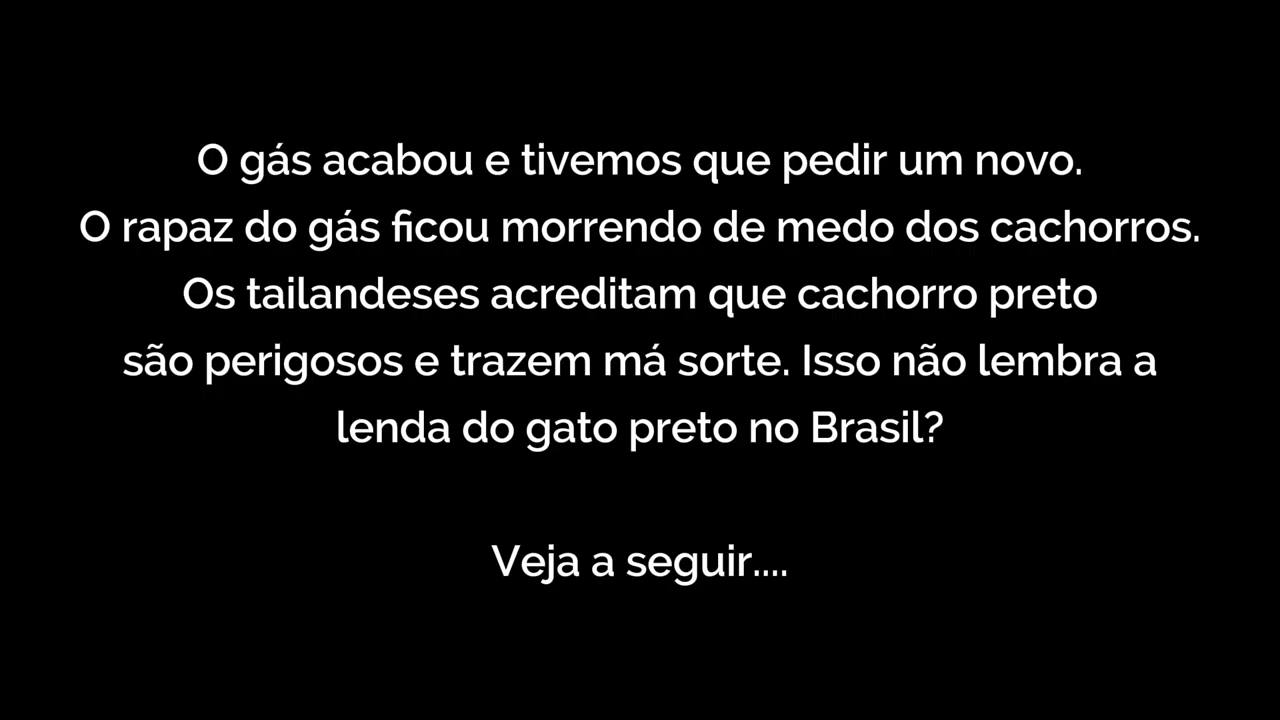 O gás acabou e tivemos que pedir um novo.
O rapaz do gás ficou morrendo de medo dos cachorros.
Os tailandeses acreditam que cachorro preto
são perigosos e trazem má sorte. Isso não lembra a
lenda do gato preto no Brasil?
Veja a seguir....